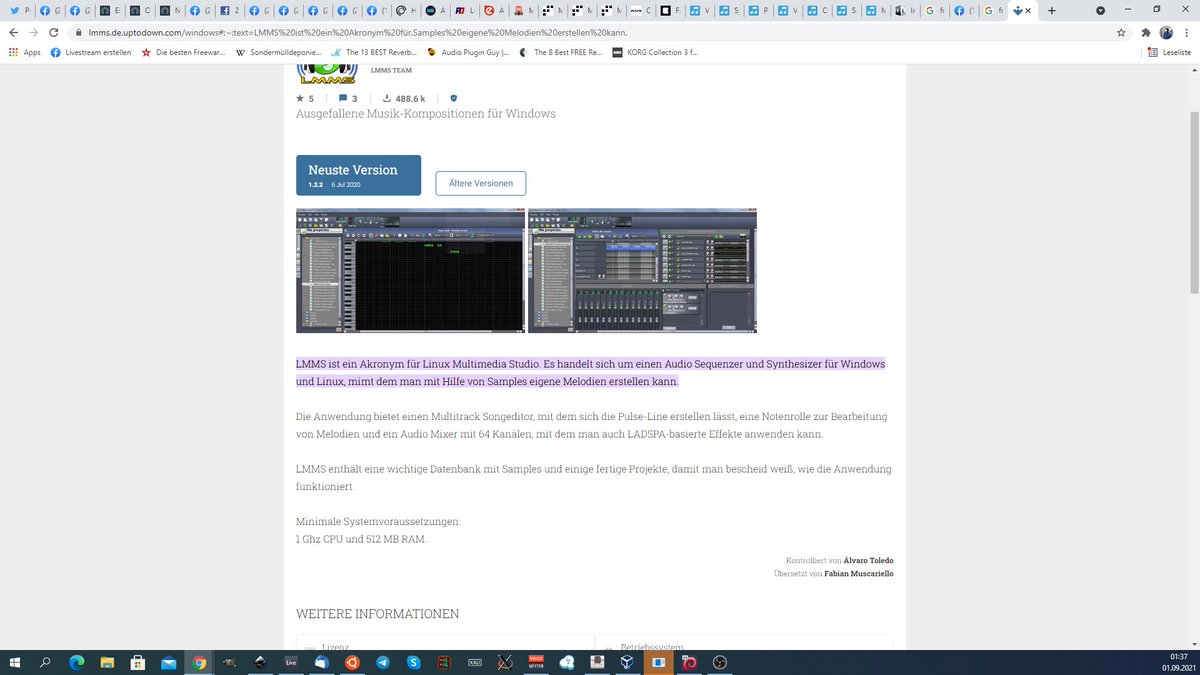 lmms.de.uptodown.com/windows#:~:text=LMMS%20ist%20ein%20Akronym%20für,Samples%20eigene%20Melodien%20erstellen%20kann.
Apps
Livestream erstellen
Die besten Freewar...
Sondermülldeponie...
The 13 BEST Reverb...
Audio Plugin Guy |...
The 8 Best FREE Re...
KORG Collection 3 f...
Leseliste
LMMS
LMMS TEAM
5
3
488.6 k
Ausgefallene Musik-Kompositionen für Windows
Neuste Version
1.2.2 6 Jul 2020
Ältere Versionen
LMMS ist ein Akronym für Linux Multimedia Studio. Es handelt sich um einen Audio Sequenzer und Synthesizer für Windows
und Linux, mimt dem man mit Hilfe von Samples eigene Melodien erstellen kann.
Die Anwendung bietet einen Multitrack Songeditor, mit dem sich die Pulse-Line erstellen lässt, eine Notenrolle zur Bearbeitung
von Melodien und ein Audio Mixer mit 64 Kanälen, mit dem man auch LADSPA-basierte Effekte anwenden kann.
LMMS enthält eine wichtige Datenbank mit Samples und einige fertige Projekte, damit man bescheid weiß, wie die Anwendung
funktioniert.
Minimale Systemvoraussetzungen:
1 Ghz CPU und 512 MB RAM.
Kontrolliert von Álvaro Toledo
Übersetzt von Fabian Muscariello
WEITERE INFORMATIONEN
Lizenz
Betriebssystem
Live
01:37
01.09.2021